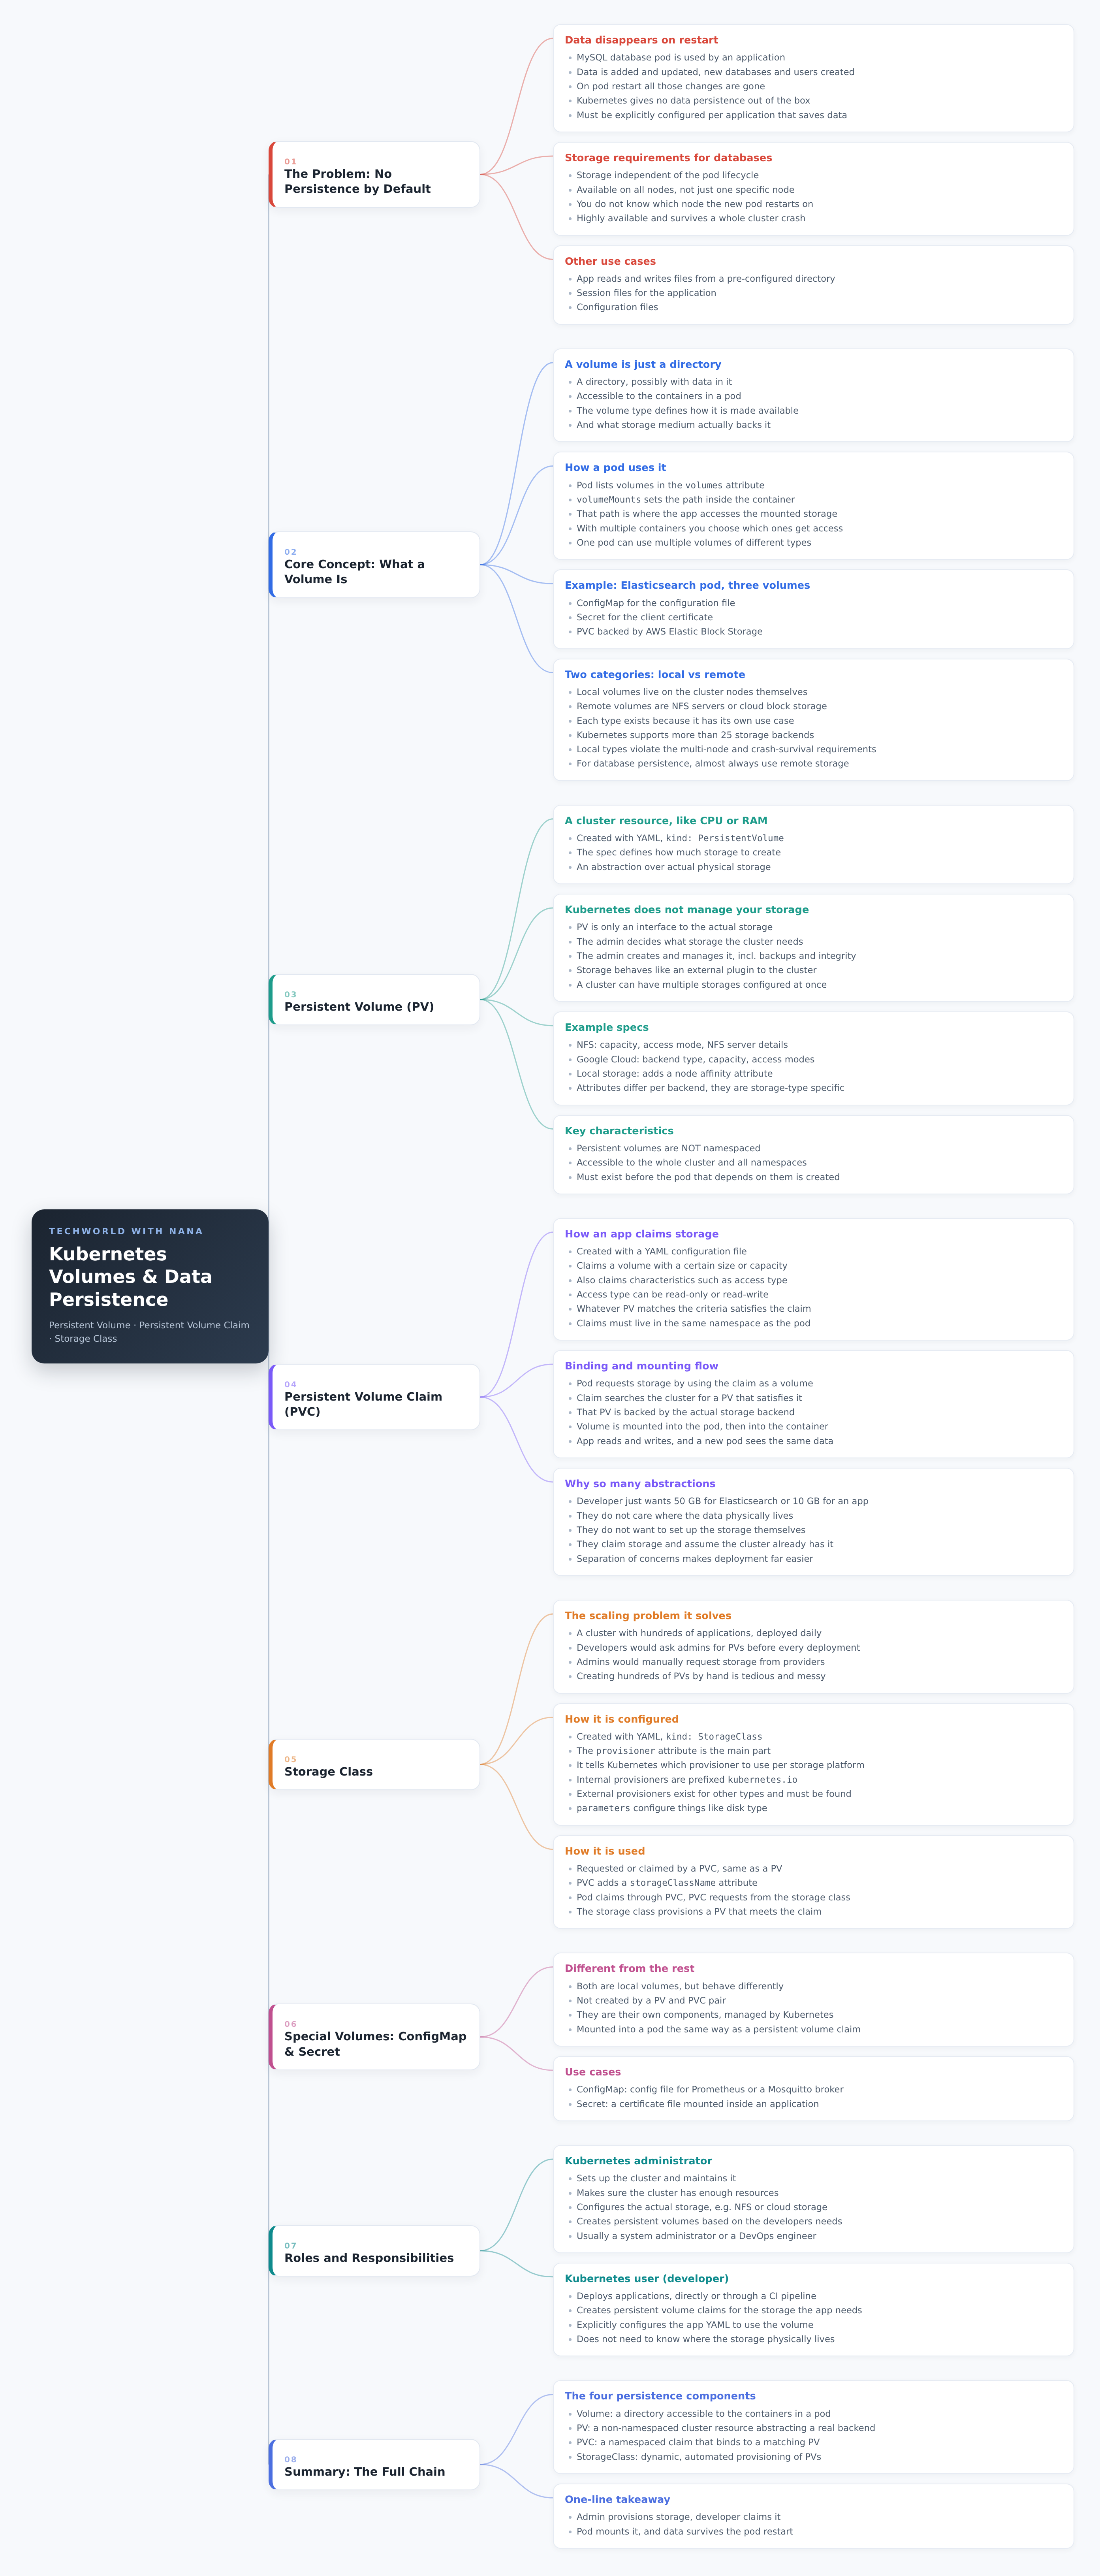 TECHWORLD WITH NANA
Kubernetes
Volumes & Data
Persistence
Persistent Volume · Persistent Volume Claim
· Storage Class
01
The Problem: No
Persistence by Default
Data disappears on restart
MySQL database pod is used by an application
Data is added and updated, new databases and users created
On pod restart all those changes are gone
Kubernetes gives no data persistence out of the box
Must be explicitly configured per application that saves data
Storage requirements for databases
Storage independent of the pod lifecycle
Available on all nodes, not just one specific node
You do not know which node the new pod restarts on
Highly available and survives a whole cluster crash
Other use cases
App reads and writes files from a pre-configured directory
Session files for the application
Configuration files
02
Core Concept: What a
Volume Is
A volume is just a directory
A directory, possibly with data in it
Accessible to the containers in a pod
The volume type defines how it is made available
And what storage medium actually backs it
How a pod uses it
Pod lists volumes in the volumes attribute
volumeMounts sets the path inside the container
That path is where the app accesses the mounted storage
With multiple containers you choose which ones get access
One pod can use multiple volumes of different types
Example: Elasticsearch pod, three volumes
ConfigMap for the configuration file
Secret for the client certificate
PVC backed by AWS Elastic Block Storage
Two categories: local vs remote
Local volumes live on the cluster nodes themselves
Remote volumes are NFS servers or cloud block storage
Each type exists because it has its own use case
Kubernetes supports more than 25 storage backends
Local types violate the multi-node and crash-survival requirements
For database persistence, almost always use remote storage
03
Persistent Volume (PV)
A cluster resource, like CPU or RAM
Created with YAML, kind: PersistentVolume
The spec defines how much storage to create
An abstraction over actual physical storage
Kubernetes does not manage your storage
PV is only an interface to the actual storage
The admin decides what storage the cluster needs
The admin creates and manages it, incl. backups and integrity
Storage behaves like an external plugin to the cluster
A cluster can have multiple storages configured at once
Example specs
NFS: capacity, access mode, NFS server details
Google Cloud: backend type, capacity, access modes
Local storage: adds a node affinity attribute
Attributes differ per backend, they are storage-type specific
Key characteristics
Persistent volumes are NOT namespaced
Accessible to the whole cluster and all namespaces
Must exist before the pod that depends on them is created
04
Persistent Volume Claim
(PVC)
How an app claims storage
Created with a YAML configuration file
Claims a volume with a certain size or capacity
Also claims characteristics such as access type
Access type can be read-only or read-write
Whatever PV matches the criteria satisfies the claim
Claims must live in the same namespace as the pod
Binding and mounting flow
Pod requests storage by using the claim as a volume
Claim searches the cluster for a PV that satisfies it
That PV is backed by the actual storage backend
Volume is mounted into the pod, then into the container
App reads and writes, and a new pod sees the same data
Why so many abstractions
Developer just wants 50 GB for Elasticsearch or 10 GB for an app
They do not care where the data physically lives
They do not want to set up the storage themselves
They claim storage and assume the cluster already has it
Separation of concerns makes deployment far easier
05
Storage Class
The scaling problem it solves
A cluster with hundreds of applications, deployed daily
Developers would ask admins for PVs before every deployment
Admins would manually request storage from providers
Creating hundreds of PVs by hand is tedious and messy
How it is configured
Created with YAML, kind: StorageClass
The provisioner attribute is the main part
It tells Kubernetes which provisioner to use per storage platform
Internal provisioners are prefixed kubernetes.io
External provisioners exist for other types and must be found
parameters configure things like disk type
How it is used
Requested or claimed by a PVC, same as a PV
PVC adds a storageClassName attribute
Pod claims through PVC, PVC requests from the storage class
The storage class provisions a PV that meets the claim
06
Special Volumes: ConfigMap
& Secret
Different from the rest
Both are local volumes, but behave differently
Not created by a PV and PVC pair
They are their own components, managed by Kubernetes
Mounted into a pod the same way as a persistent volume claim
Use cases
ConfigMap: config file for Prometheus or a Mosquitto broker
Secret: a certificate file mounted inside an application
07
Roles and Responsibilities
Kubernetes administrator
Sets up the cluster and maintains it
Makes sure the cluster has enough resources
Configures the actual storage, e.g. NFS or cloud storage
Creates persistent volumes based on the developers needs
Usually a system administrator or a DevOps engineer
Kubernetes user (developer)
Deploys applications, directly or through a CI pipeline
Creates persistent volume claims for the storage the app needs
Explicitly configures the app YAML to use the volume
Does not need to know where the storage physically lives
08
Summary: The Full Chain
The four persistence components
Volume: a directory accessible to the containers in a pod
PV: a non-namespaced cluster resource abstracting a real backend
PVC: a namespaced claim that binds to a matching PV
StorageClass: dynamic, automated provisioning of PVs
One-line takeaway
Admin provisions storage, developer claims it
Pod mounts it, and data survives the pod restart